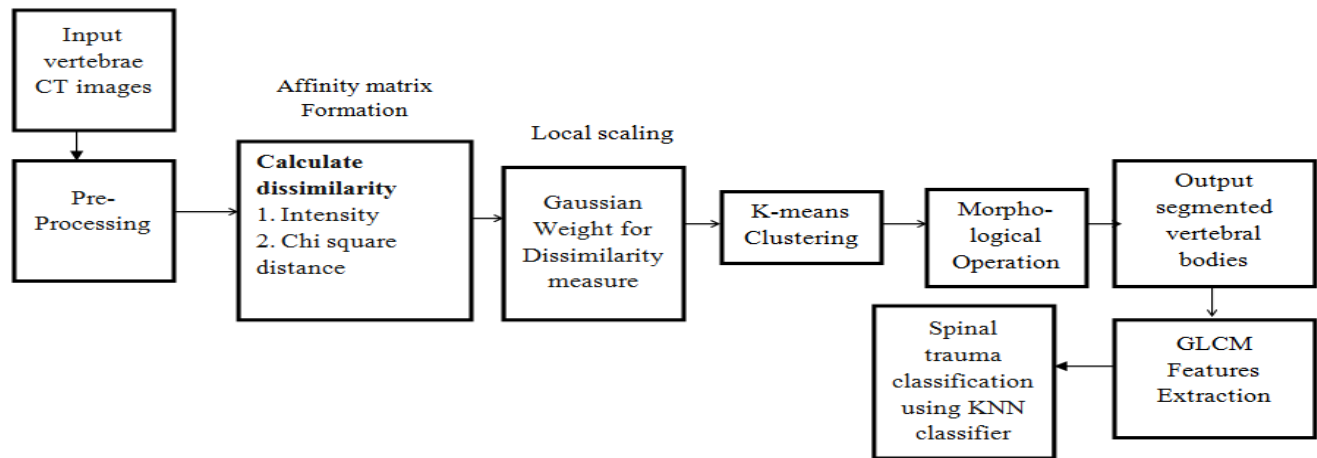 Input
vertebrae
CT images
Pre-
Processing
Affinity matrix
Formation
Calculate
dissimilarity
1. Intensity
2. Chi square
distance
Local scaling
Gaussian
Weight for
Dissimilarity
measure
K-means
Clustering
Morpho-
logical
Operation
Output
segmented
vertebral
bodies
GLCM
Features
Extraction
Spinal
trauma
classification
using KNN
classifier